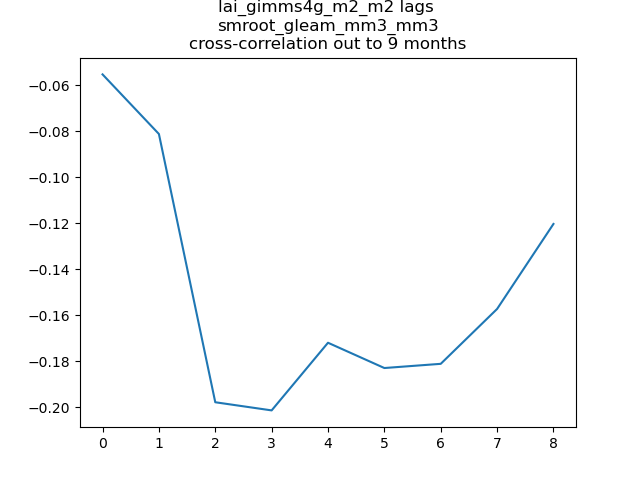 lai_gimms4g_m2_m2 lags
smroot_gleam_mm3_mm3
cross-correlation out to 9 months
−0.06
−0.08
−0.10
−0.12
−0.14
−0.16
−0.18
−0.20
0 1 2 3 4 5 6 7 8